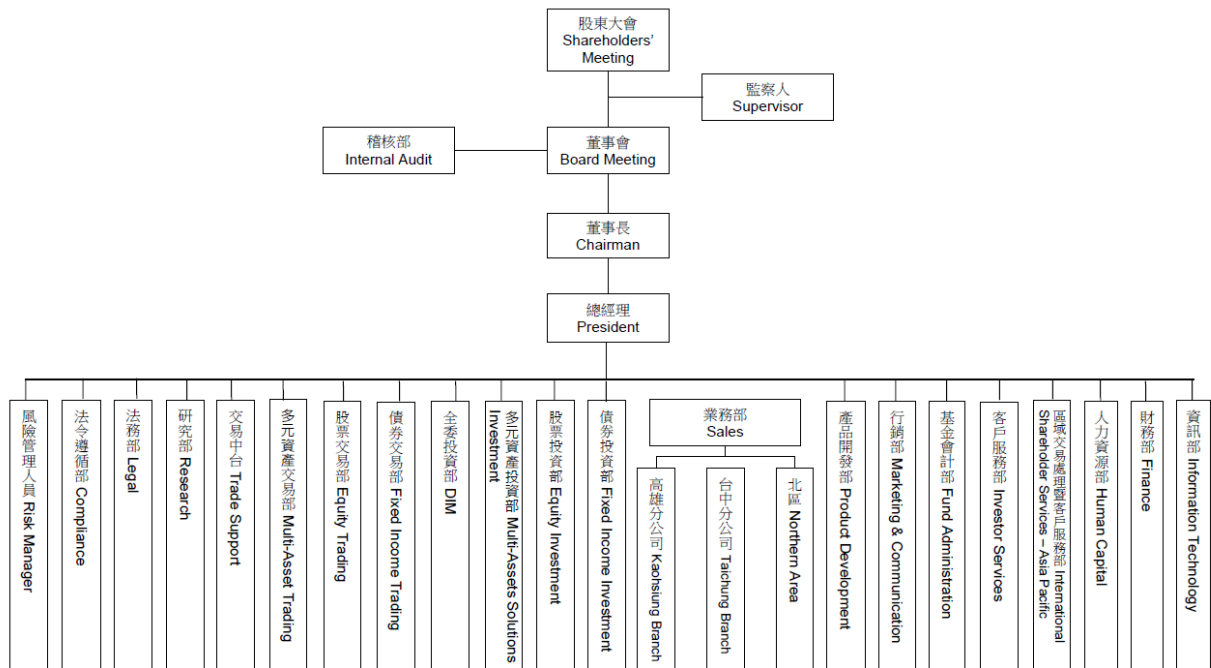 股東大會
Shareholders'
Meeting
監察人
Supervisor
稽核部
Internal Audit
董事會
Board Meeting
董事長
Chairman
總經理
President
風險管理人員 Risk Manager
法令遵循部 Compliance
法務部 Legal
研究部 Research
交易中台 Trade Support
多元資產交易部 Multi-Asset Trading
股票交易部 Equity Trading
債券交易部 Fixed Income Trading
全委投資部 DIM
多元資產投資部 Multi-Assets Solutions
Investment
股票投資部 Equity Investment
債券投資部 Fixed Income Investment
業務部
Sales
高雄分公司 Kaohsiung Branch
台中分公司 Taichung Branch
北區 Northern Area
產品開發部 Product Development
行銷部 Marketing & Communication
基金會計部 Fund Administration
客戶服務部 Investor Services
區域交易處理暨客戶服務部 International
Shareholder Services – Asia Pacific
人力資源部 Human Capital
財務部 Finance
資訊部 Information Technology